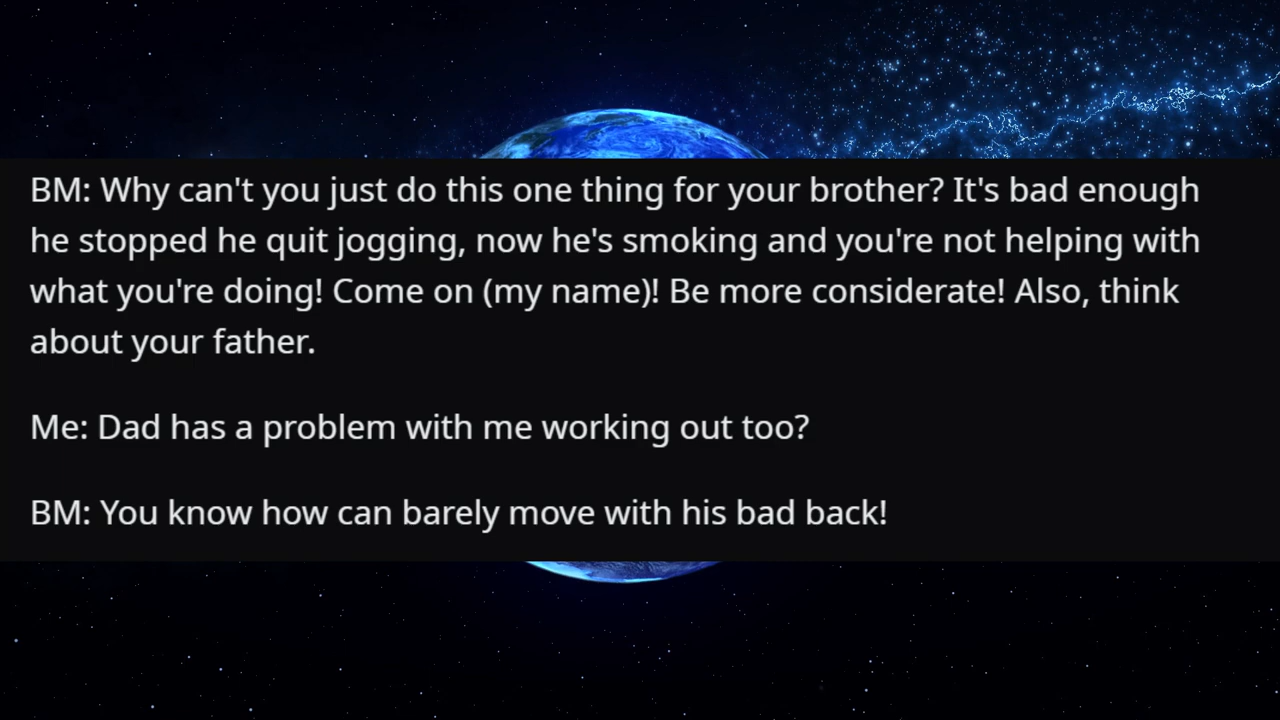 BM: Why can't you just do this one thing for your brother? It's bad enough
he stopped he quit jogging, now he's smoking and you're not helping with
what you're doing! Come on (my name)! Be more considerate! Also, think
about your father.
Me: Dad has a problem with me working out too?
BM: You know how can barely move with his bad back!